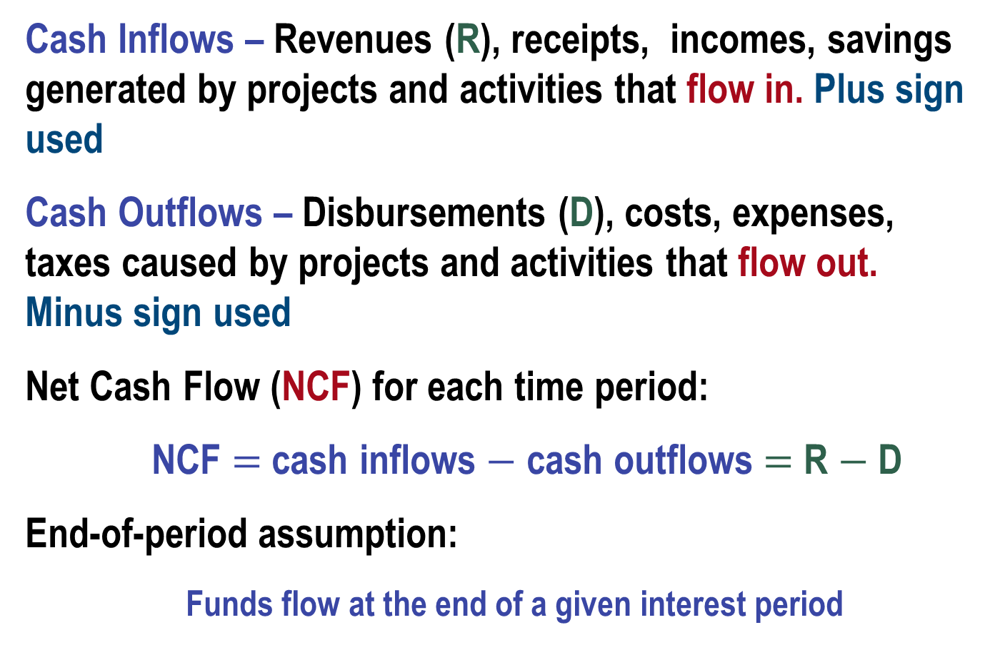 Cash Inflows – Revenues (R), receipts, incomes, savings
generated by projects and activities that flow in. Plus sign
used
Cash Outflows – Disbursements (D), costs, expenses,
taxes caused by projects and activities that flow out.
Minus sign used
Net Cash Flow (NCF) for each time period:
NCF = cash inflows − cash outflows = R − D
End-of-period assumption:
Funds flow at the end of a given interest period